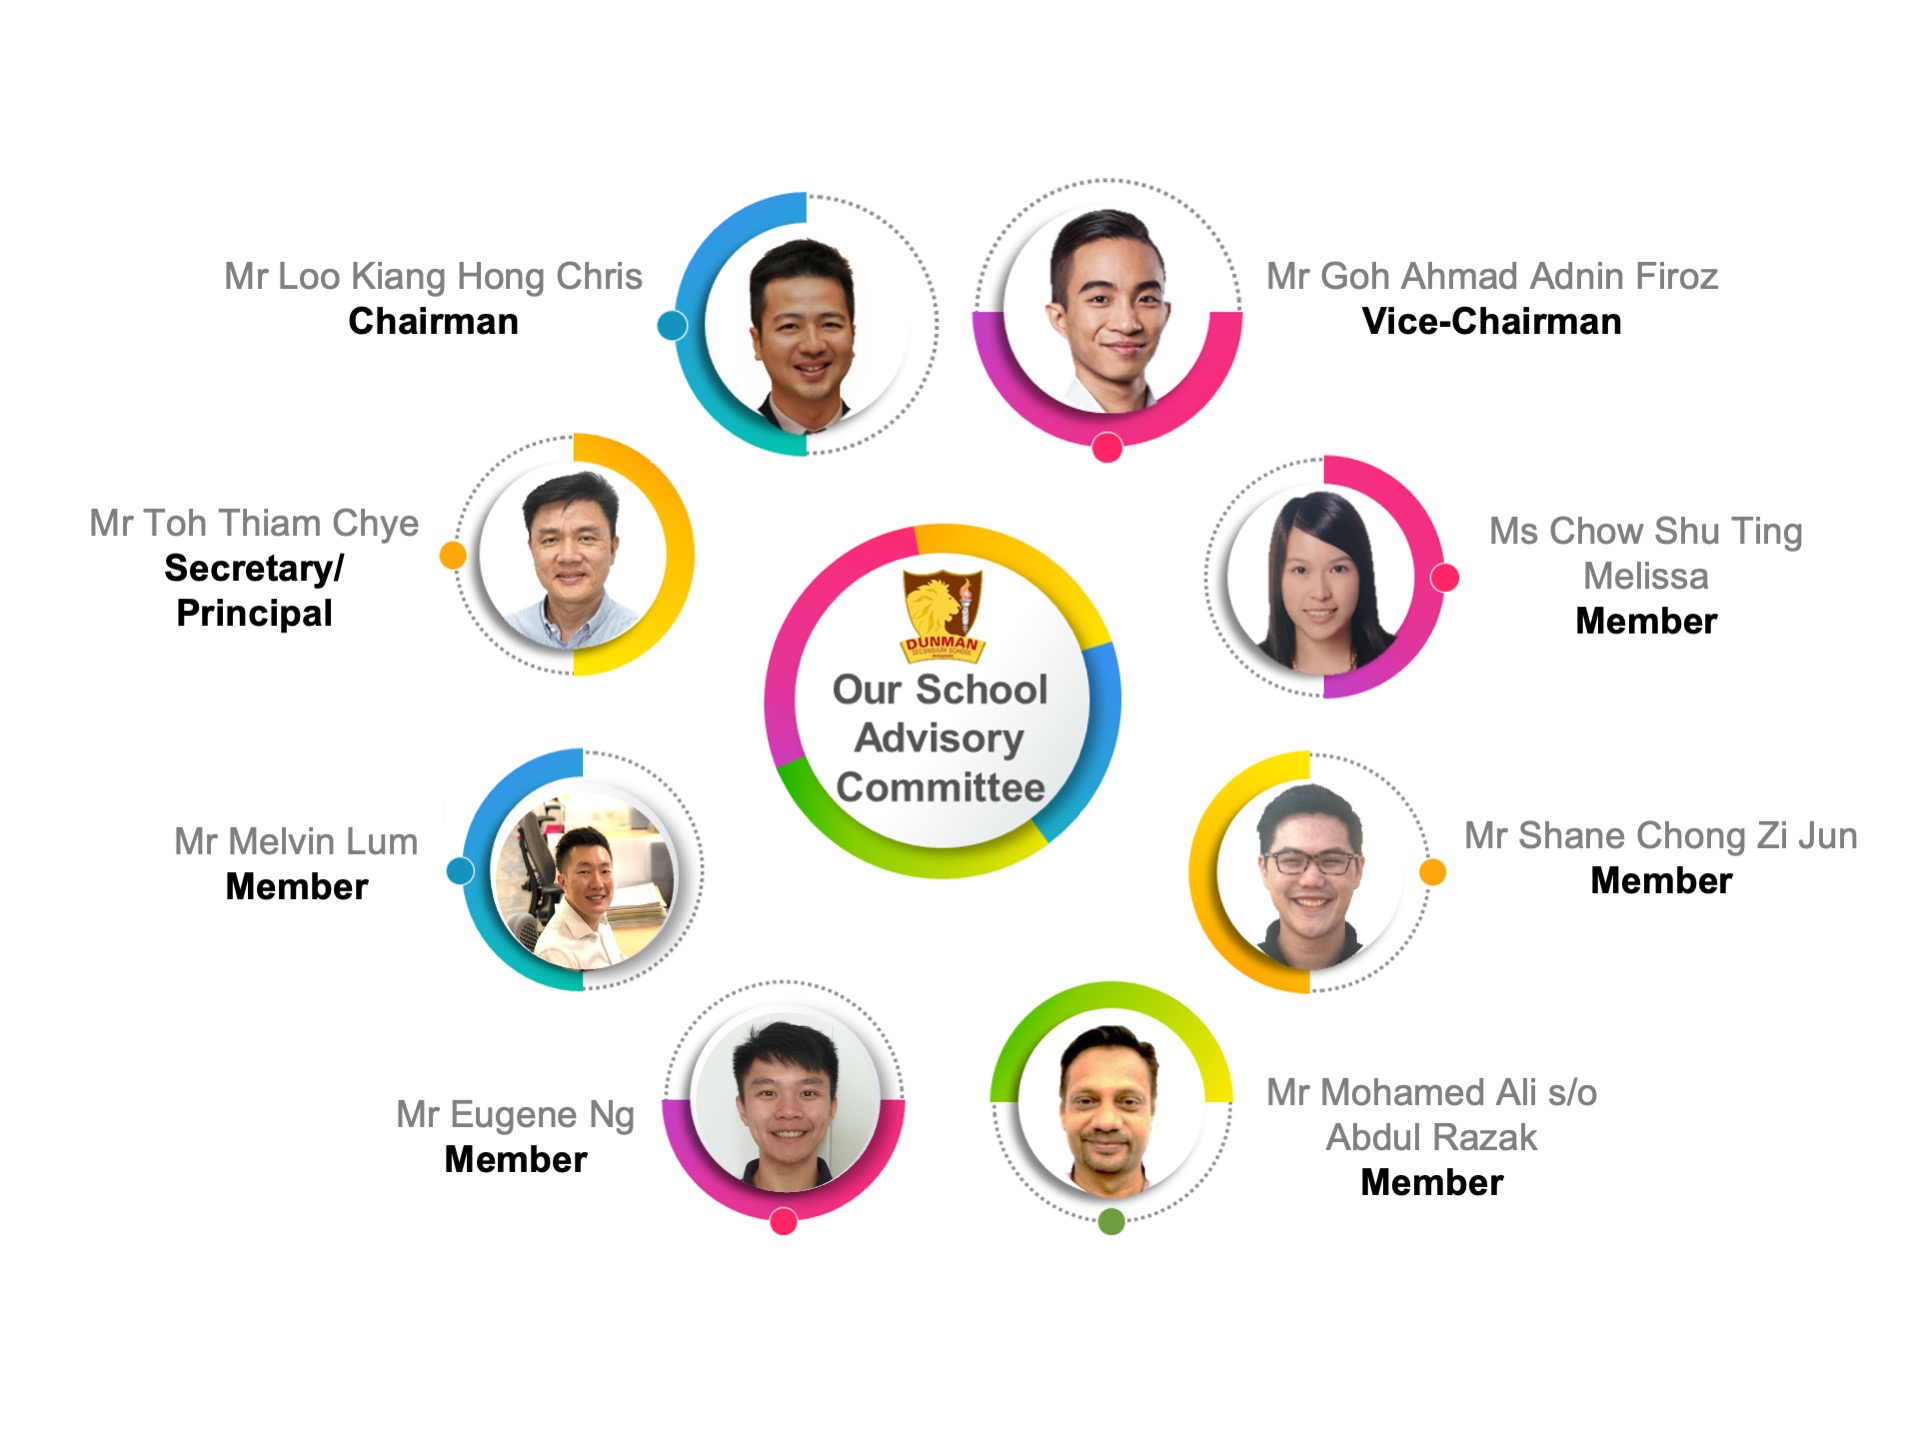 Mr Loo Kiang Hong Chris
Chairman
Mr Goh Ahmad Adnin Firoz
Vice-Chairman
Mr Toh Thiam Chye
Secretary/
Principal
Ms Chow Shu Ting
Melissa
Member
DUNMAN
SECONDARY SCHOOL
Our School
Advisory
Committee
Mr Melvin Lum
Member
Mr Shane Chong Zi Jun
Member
Mr Eugene Ng
Member
Mr Mohamed Ali s/o
Abdul Razak
Member